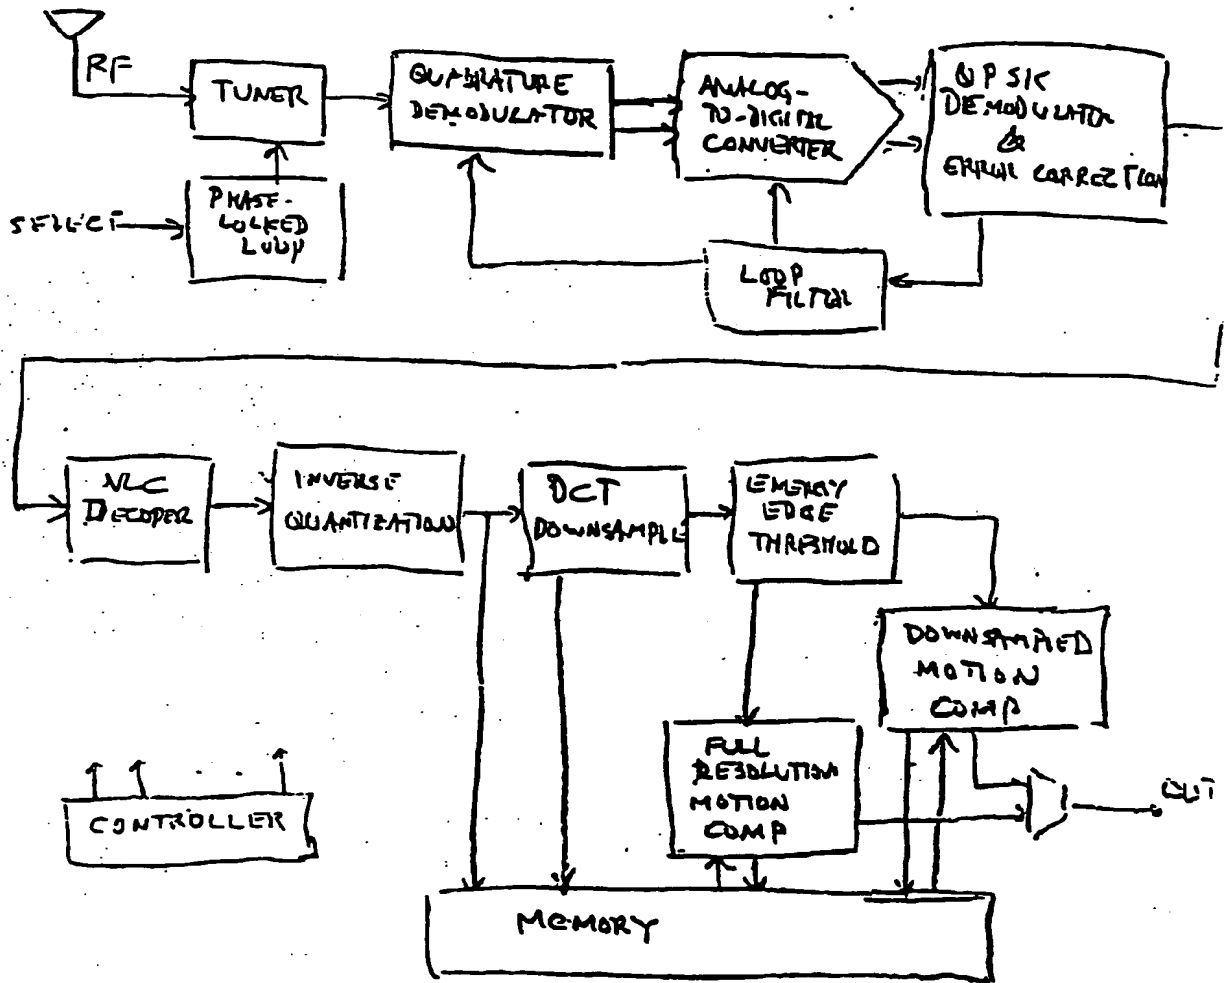 RF
TUNER
QUADRATURE
DEMODULATOR
ANALOG-
TO-DIGITAL
CONVERTER
QPSK
DEMODULATOR
&
ERROR CORRECTION
SELECT
PHASE-
LOCKED
LOOP
LOOP
FILTER
VLC
DECODER
INVERSE
QUANTIZATION
DCT
DOWNSAMPLE
ENERGY
EDGE
THRESHOLD
DOWNSAMPLED
MOTION
COMP
FULL
RESOLUTION
MOTION
COMP
OUT
CONTROLLER
MEMORY